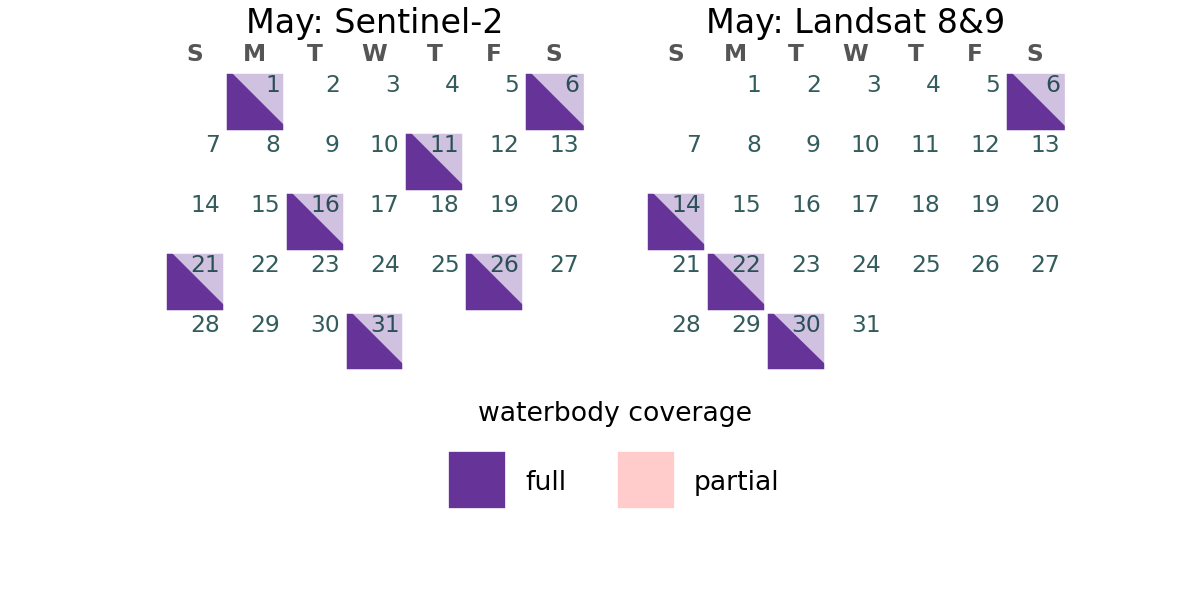 May: Sentinel-2
S M T W T F S
1 2 3 4 5 6
7 8 9 10 11 12 13
14 15 16 17 18 19 20
21 22 23 24 25 26 27
28 29 30 31
May: Landsat 8&9
S M T W T F S
1 2 3 4 5 6
7 8 9 10 11 12 13
14 15 16 17 18 19 20
21 22 23 24 25 26 27
28 29 30 31
waterbody coverage
full partial